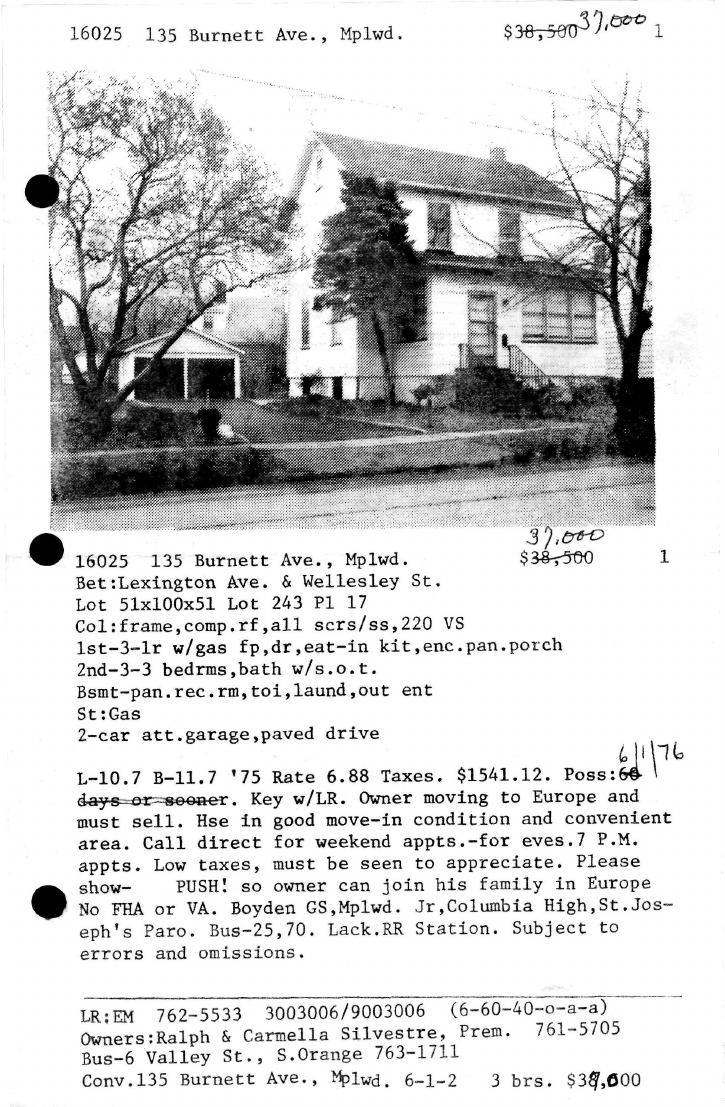 16025 135 Burnett Ave., Mplwd. $38,500 37,000 1
37,000
16025 135 Burnett Ave., Mplwd. $38,500 1
Bet:Lexington Ave. & Wellesley St.
Lot 51x100x51 Lot 243 Pl 17
Col:frame,comp.rf,all scrs/ss,220 VS
1st-3-lr w/gas fp,dr,eat-in kit,enc.pan.porch
2nd-3-3 bedrms,bath w/s.o.t.
Bsmt-pan.rec.rm,toi,laund,out ent
St:Gas
2-car att.garage,paved drive
6/1/76
L-10.7 B-11.7 '75 Rate 6.88 Taxes. $1541.12. Poss:60
days or sooner. Key w/LR. Owner moving to Europe and
must sell. Hse in good move-in condition and convenient
area. Call direct for weekend appts.-for eves.7 P.M.
appts. Low taxes, must be seen to appreciate. Please
show- PUSH! so owner can join his family in Europe
No FHA or VA. Boyden GS,Mplwd. Jr,Columbia High,St.Jos-
eph's Paro. Bus-25,70. Lack.RR Station. Subject to
errors and omissions.
LR:EM 762-5533 3003006/9003006 (6-60-40-o-a-a)
Owners:Ralph & Carmella Silvestre, Prem. 761-5705
Bus-6 Valley St., S.Orange 763-1711
Conv.135 Burnett Ave., Mplwd. 6-1-2 3 brs. $37,000